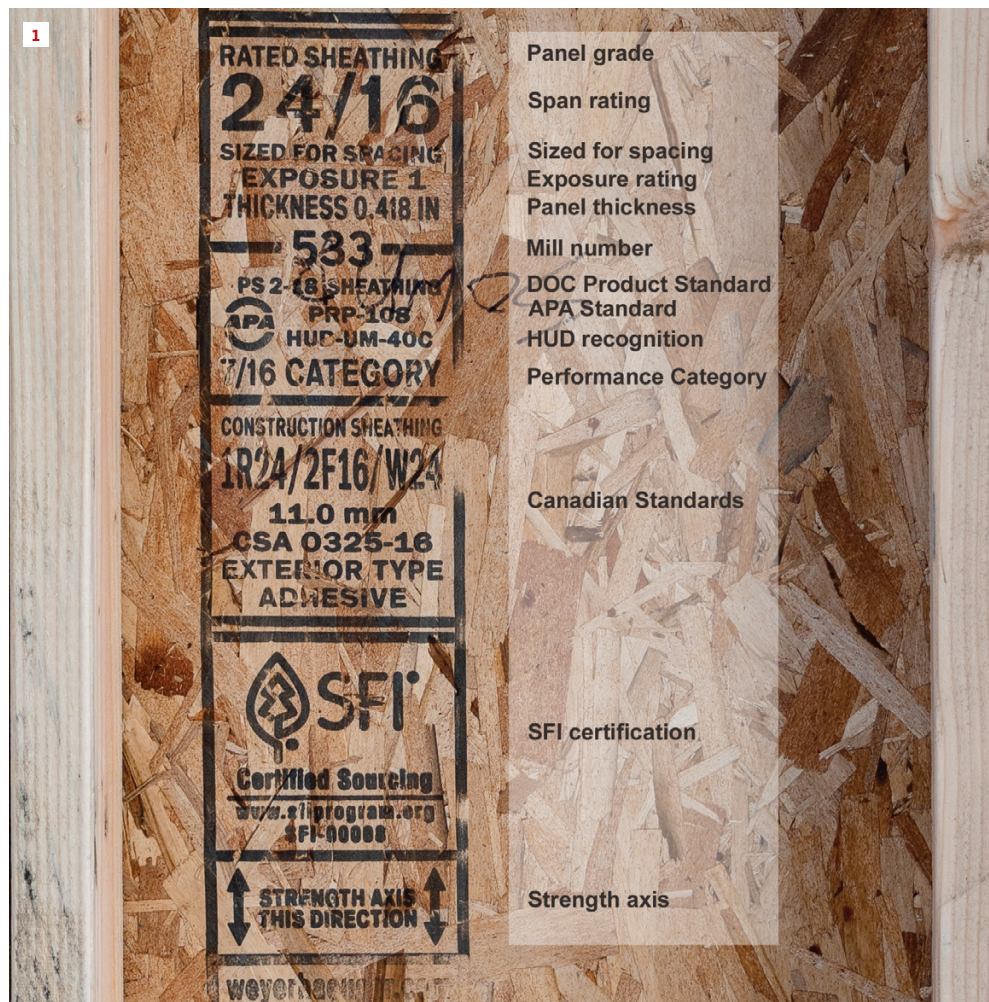 1
RATED SHEATHING
Panel grade
24/16
Span rating
SIZED FOR SPACING
Sized for spacing
EXPOSURE 1
Exposure rating
THICKNESS 0.418 IN
Panel thickness
533
Mill number
PS 2-18 SHEATHING
DOC Product Standard
PRP-108
APA Standard
APA
HUD-UM-40C
HUD recognition
7/16 CATEGORY
Performance Category
CONSTRUCTION SHEATHING
1R24/2F16/W24
11.0 mm
Canadian Standards
CSA O325-16
EXTERIOR TYPE
ADHESIVE
SFI
SFI certification
Certified Sourcing
www.sfiprogram.org
SFI-00008
STRENGTH AXIS
Strength axis
THIS DIRECTION